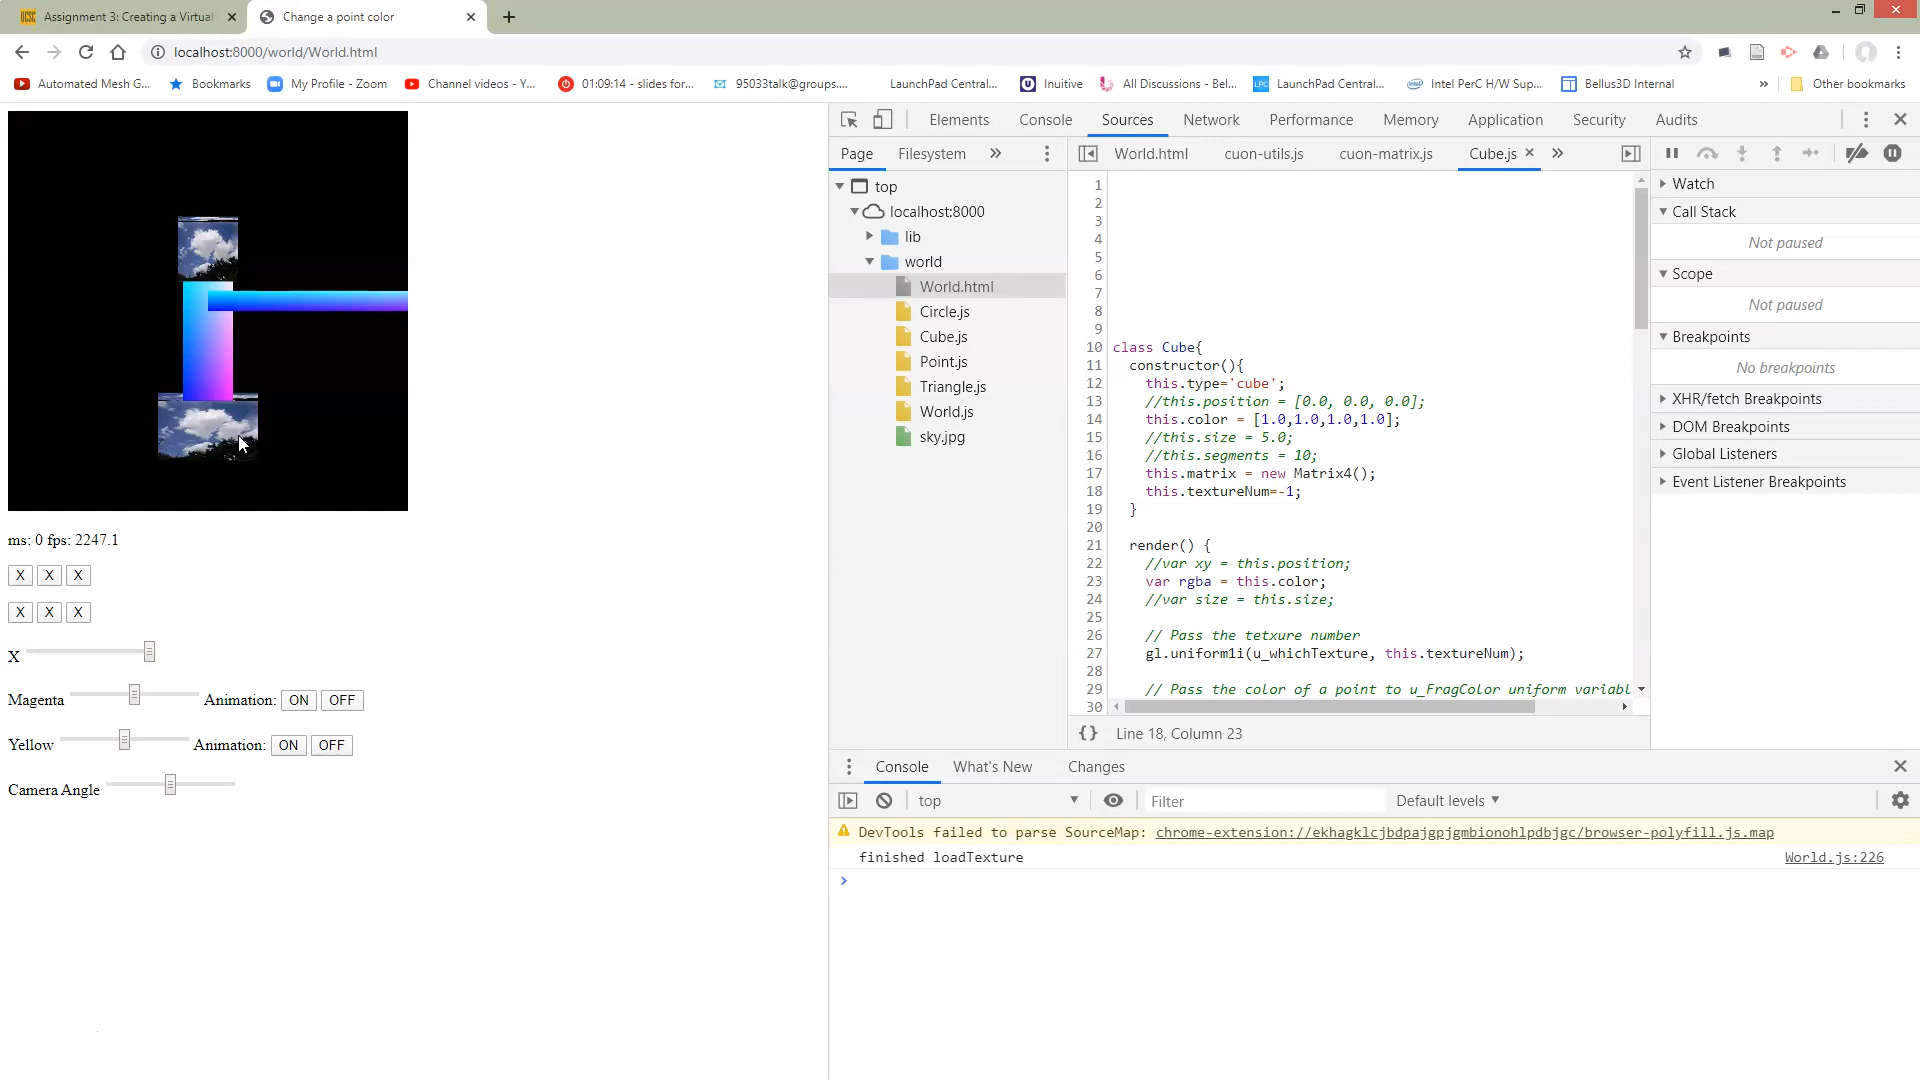 Assignment 3: Creating a Virtual
Change a point color
localhost:8000/world/World.html
Automated Mesh G...
Bookmarks
My Profile - Zoom
Channel videos - Y...
01:09:14 - slides for...
95033talk@groups....
LaunchPad Central...
Inuitive
All Discussions - Bel...
LaunchPad Central...
Intel PerC H/W Sup...
Bellus3D Internal
»
Other bookmarks
Elements Console Sources Network Performance Memory Application Security Audits
Page Filesystem »
World.html cuon-utils.js cuon-matrix.js Cube.js »
top
localhost:8000
lib
world
World.html
Circle.js
Cube.js
Point.js
Triangle.js
World.js
sky.jpg
1
2
3
4
5
6
7
8
9
10 class Cube{
11 constructor(){
12 this.type='cube';
13 //this.position = [0.0, 0.0, 0.0];
14 this.color = [1.0,1.0,1.0,1.0];
15 //this.size = 5.0;
16 //this.segments = 10;
17 this.matrix = new Matrix4();
18 this.textureNum=-1;
19 }
20
21 render() {
22 //var xy = this.position;
23 var rgba = this.color;
24 //var size = this.size;
25
26 // Pass the tetxure number
27 gl.uniform1i(u_whichTexture, this.textureNum);
28
29 // Pass the color of a point to u_FragColor uniform variabl
30
{} Line 18, Column 23
Watch
Call Stack
Not paused
Scope
Not paused
Breakpoints
No breakpoints
XHR/fetch Breakpoints
DOM Breakpoints
Global Listeners
Event Listener Breakpoints
ms: 0 fps: 2247.1
X X X
X X X
X
Magenta Animation: ON OFF
Yellow Animation: ON OFF
Camera Angle
Console What's New Changes
top Filter Default levels
DevTools failed to parse SourceMap: chrome-extension://ekhagklcjbdpajgpjgmbionohlpdbjgc/browser-polyfill.js.map
finished loadTexture World.js:226